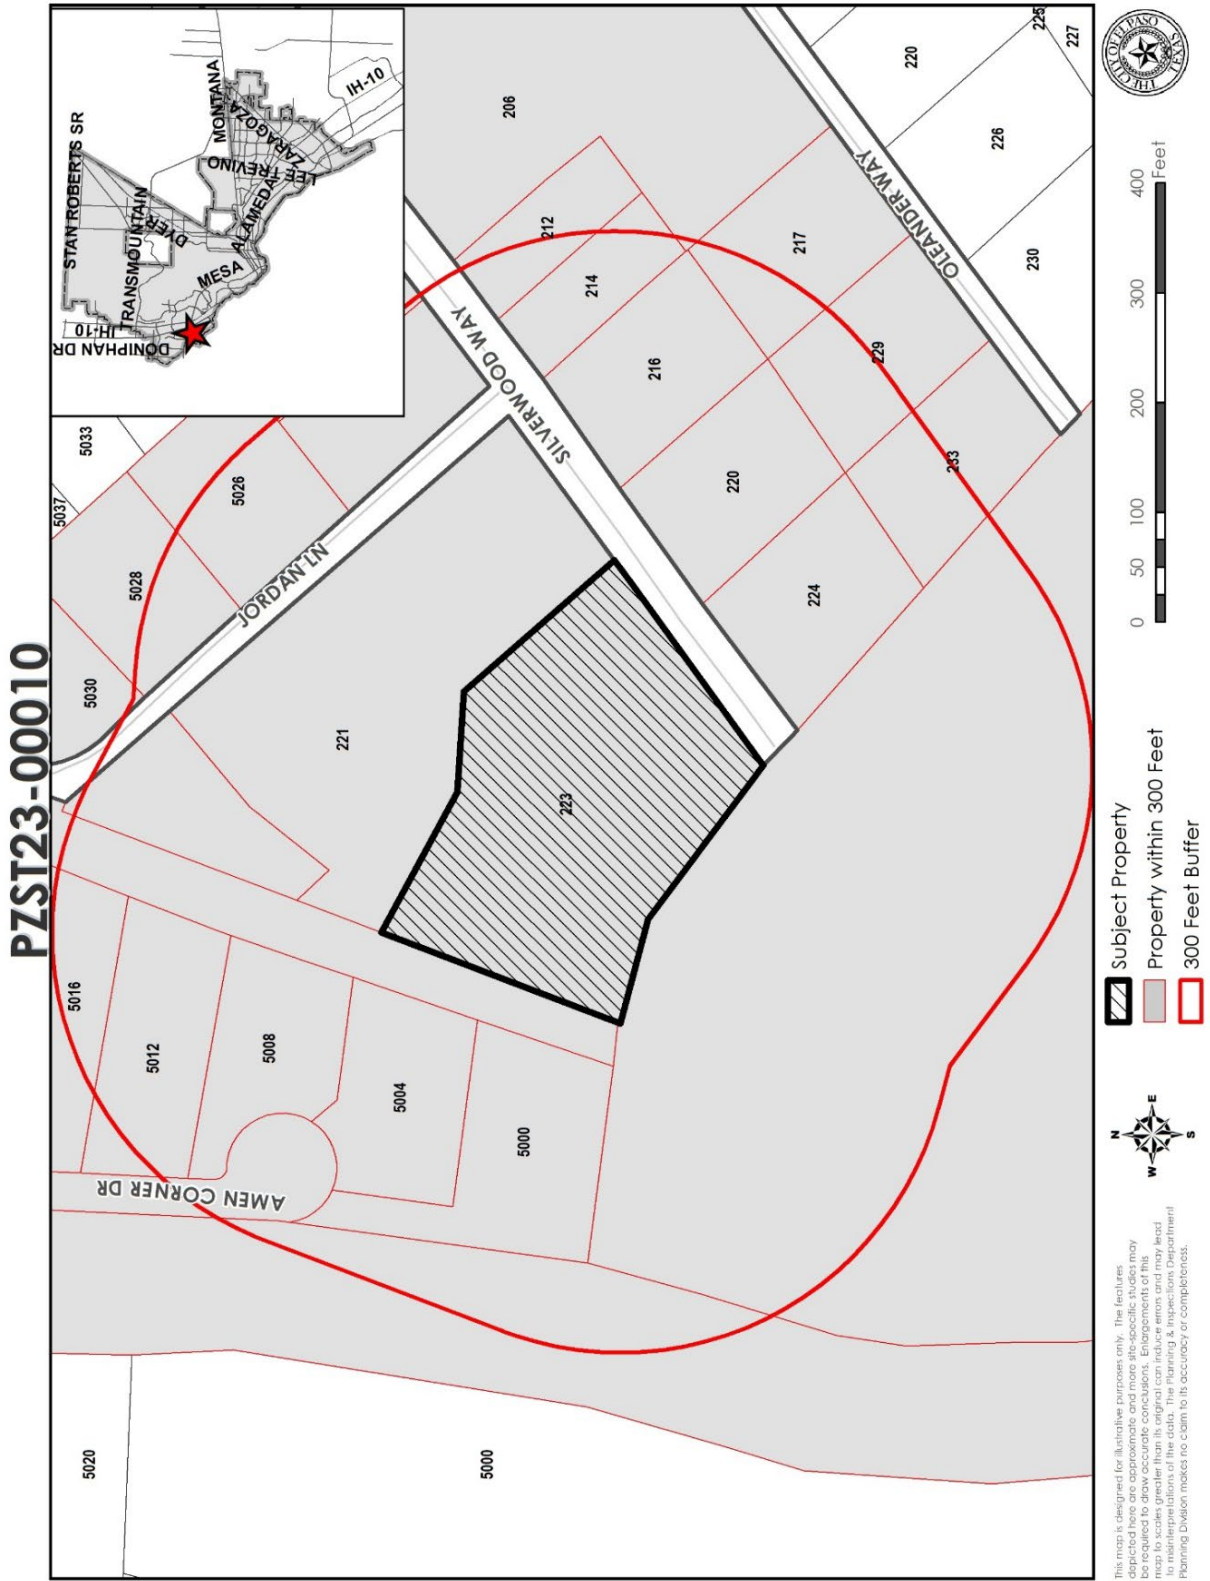 PZST23-00010
STAN ROBERTS SR
DONIPHAN DR
IH-10
TRANSMOUNTAIN
DYER
MESA
MONTANA
ZARAGOZA
LEE TREVINO
ALAMEDA
IH-10
5020
5000
AMEN CORNER DR
5016
5012
5008
5004
5000
5030
5028
5026
5037
5033
JORDAN LN
221
223
SILVERWOOD WAY
206
212
214
216
220
224
217
229
233
OLEANDER WAY
220
225
227
226
230
This map is designed for illustrative purposes only. The features
depicted here are approximate and more site-specific studies may
be required to draw accurate conclusions. Enlargements of this
map to scales greater than its original can induce errors and may lead
to misinterpretations of the data. The Planning & Inspections Department
Planning Division makes no claim to its accuracy or completeness.
N
W
E
S
Subject Property
Property within 300 Feet
300 Feet Buffer
0 50 100 200 300 400
Feet
THE CITY OF EL PASO
TEXAS